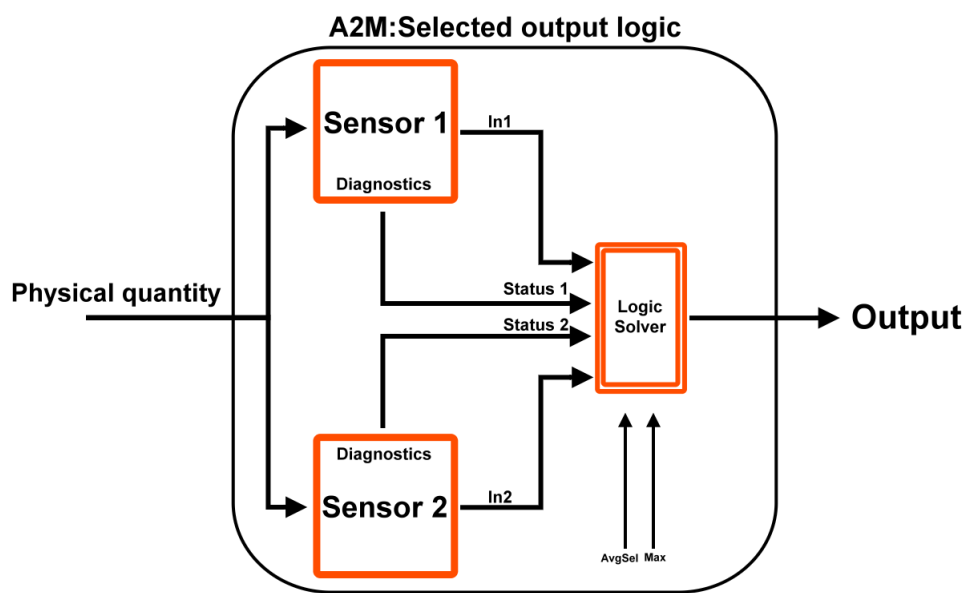 A2M:Selected output logic
Sensor 1
In1
Diagnostics
Physical quantity
Status 1
Status 2
Logic
Solver
Output
Diagnostics
Sensor 2
In2
AvgSel Max